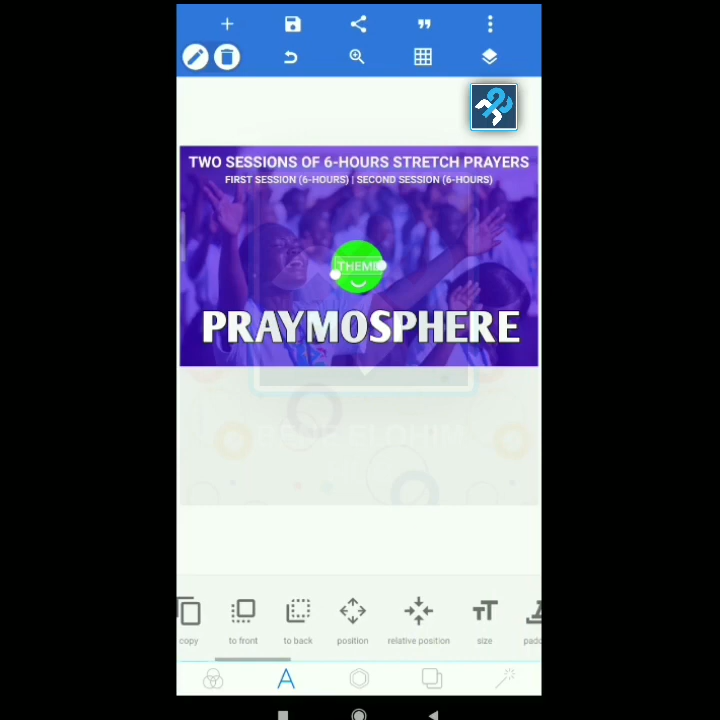 TWO SESSIONS OF 6-HOURS STRETCH PRAYERS
FIRST SESSION (6-HOURS) | SECOND SESSION (6-HOURS)
THEME
PRAYMOSPHERE
copy
to front
to back
position
relative position
size